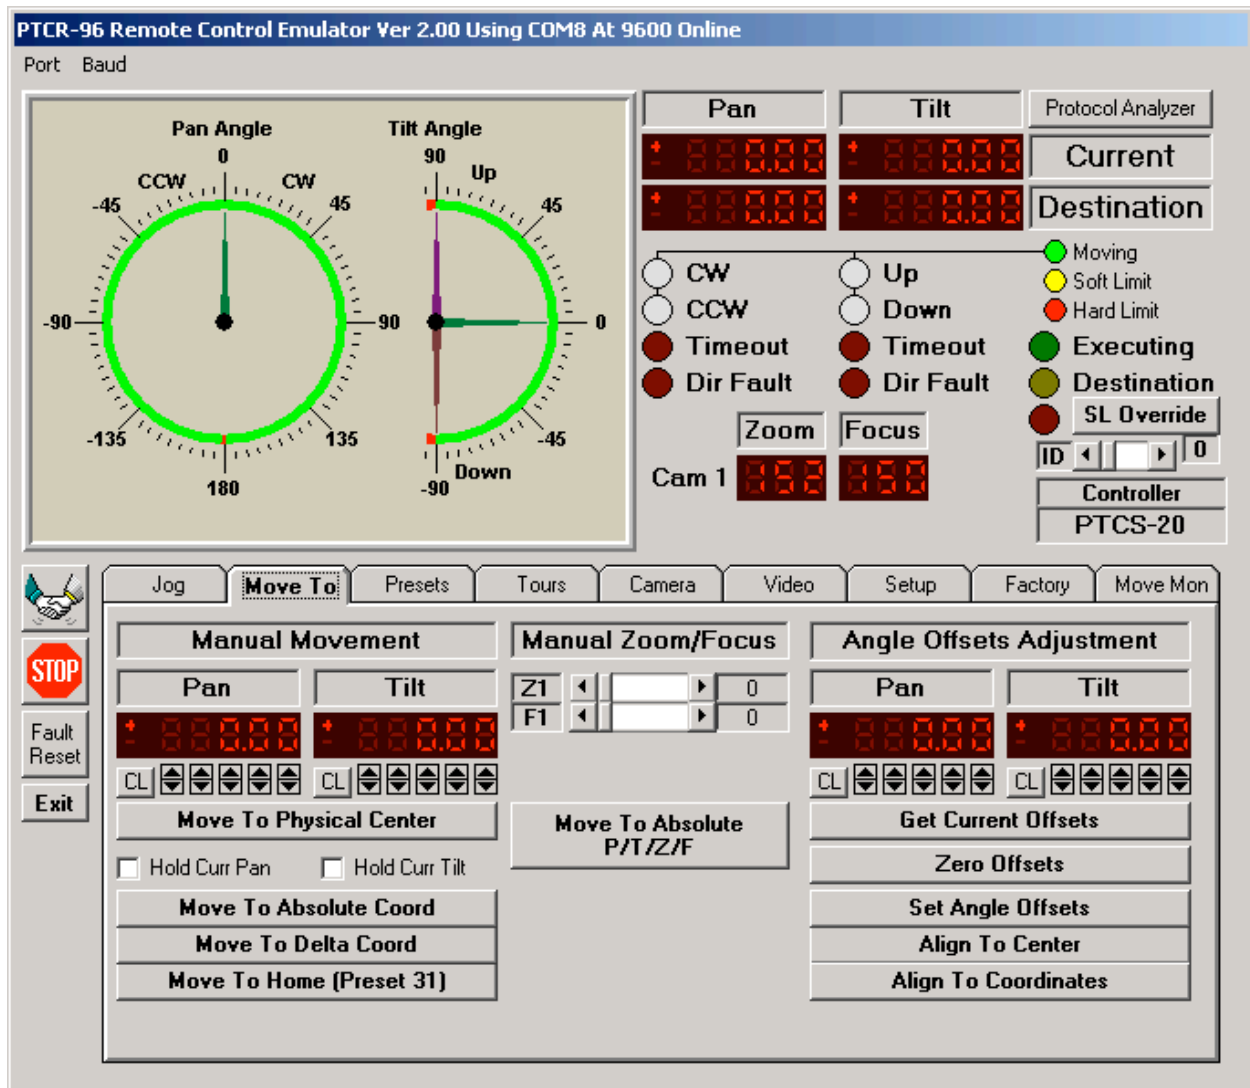 PTCR-96 Remote Control Emulator Ver 2.00 Using COM8 At 9600 Online
Port Baud
Pan Angle
0
CCW CW
-45 45
-90 90
-135 135
180
Tilt Angle
90
Up
45
0
-45
Down
-90
Pan Tilt Protocol Analyzer
+ 0.00 + 0.00 Current
+ 0.00 + 0.00 Destination
Moving
CW Up Soft Limit
CCW Down Hard Limit
Timeout Timeout Executing
Dir Fault Dir Fault Destination
SL Override
Zoom Focus
ID 0
Cam 1 152 150
Controller
PTCS-20
STOP
Fault
Reset
Exit
Jog Move To Presets Tours Camera Video Setup Factory Move Mon
Manual Movement
Pan Tilt
+ 0.00 + 0.00
CL CL
Move To Physical Center
Hold Curr Pan Hold Curr Tilt
Move To Absolute Coord
Move To Delta Coord
Move To Home (Preset 31)
Manual Zoom/Focus
Z1 0
F1 0
Move To Absolute
P/T/Z/F
Angle Offsets Adjustment
Pan Tilt
+ 0.00 + 0.00
CL CL
Get Current Offsets
Zero Offsets
Set Angle Offsets
Align To Center
Align To Coordinates